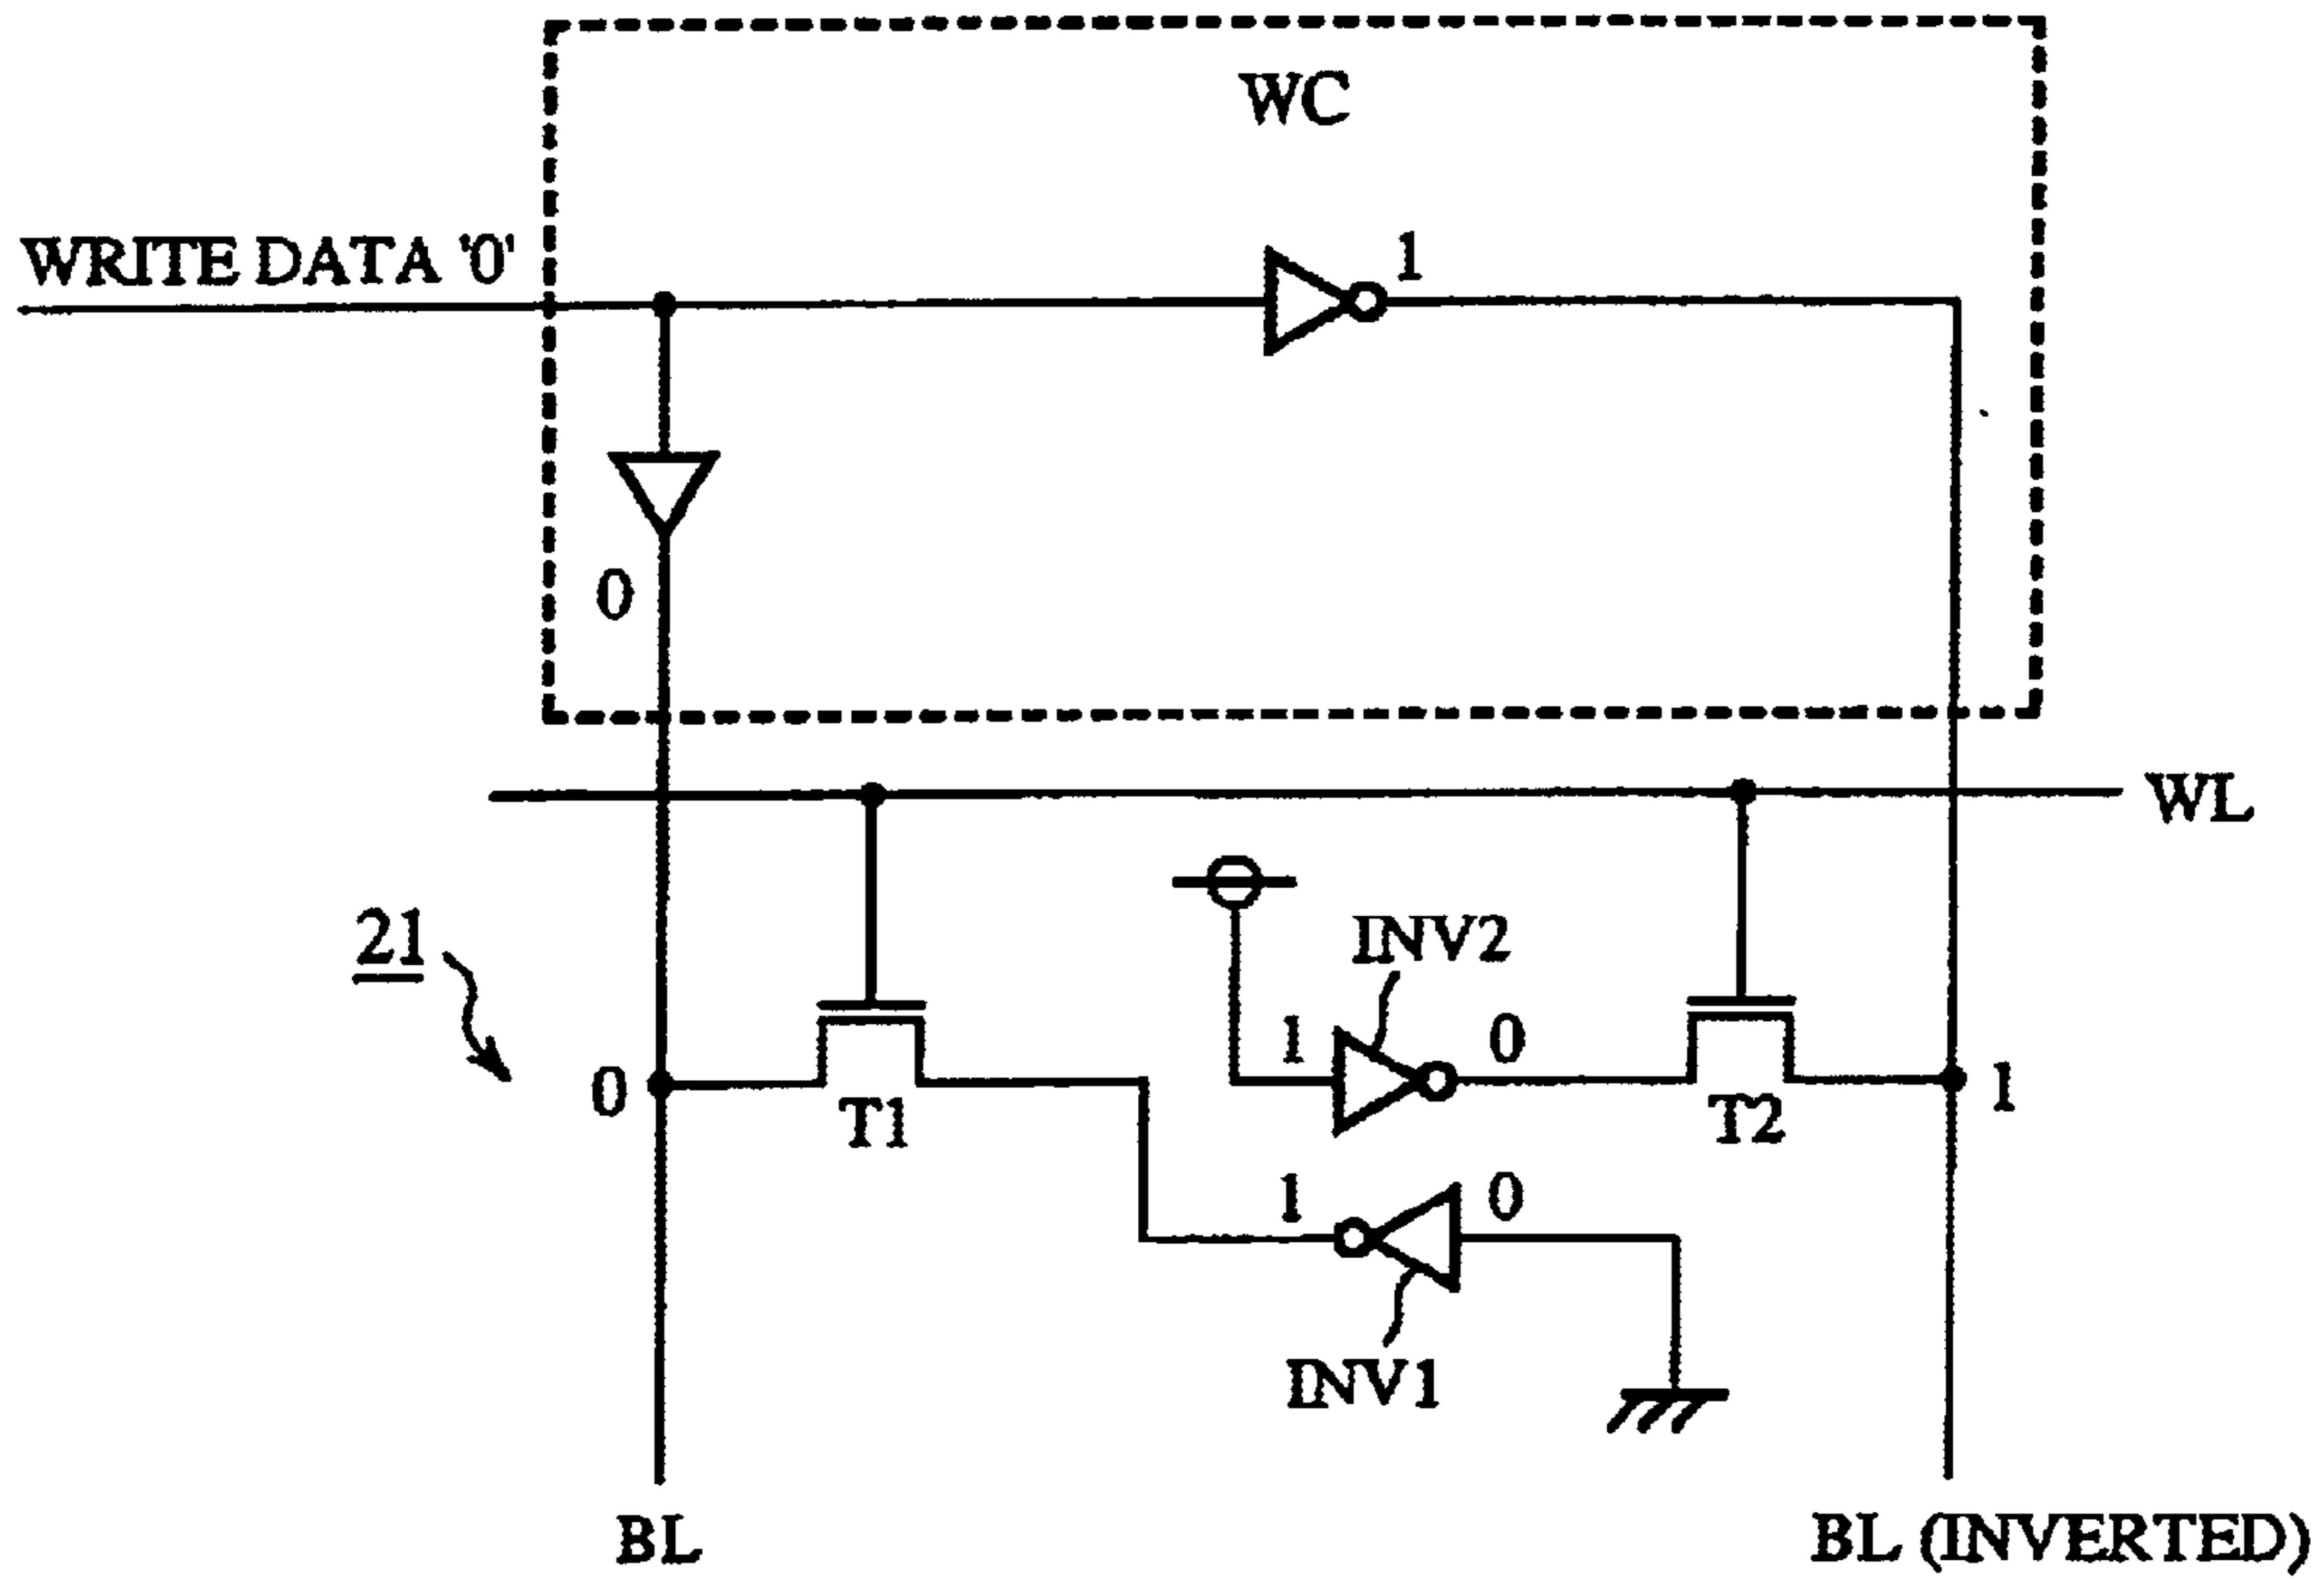 WC
WRITE DATA '0'
1
0
WL
21
INV2
1
0
0
T1
T2
1
1
0
INV1
BL
BL (INVERTED)